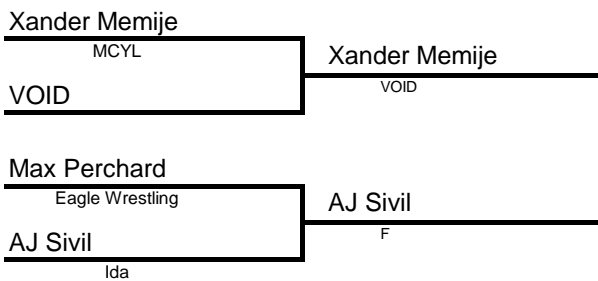 Xander Memije
MCYL
VOID
Xander Memije
VOID
Max Perchard
Eagle Wrestling
AJ Sivil
Ida
AJ Sivil
F